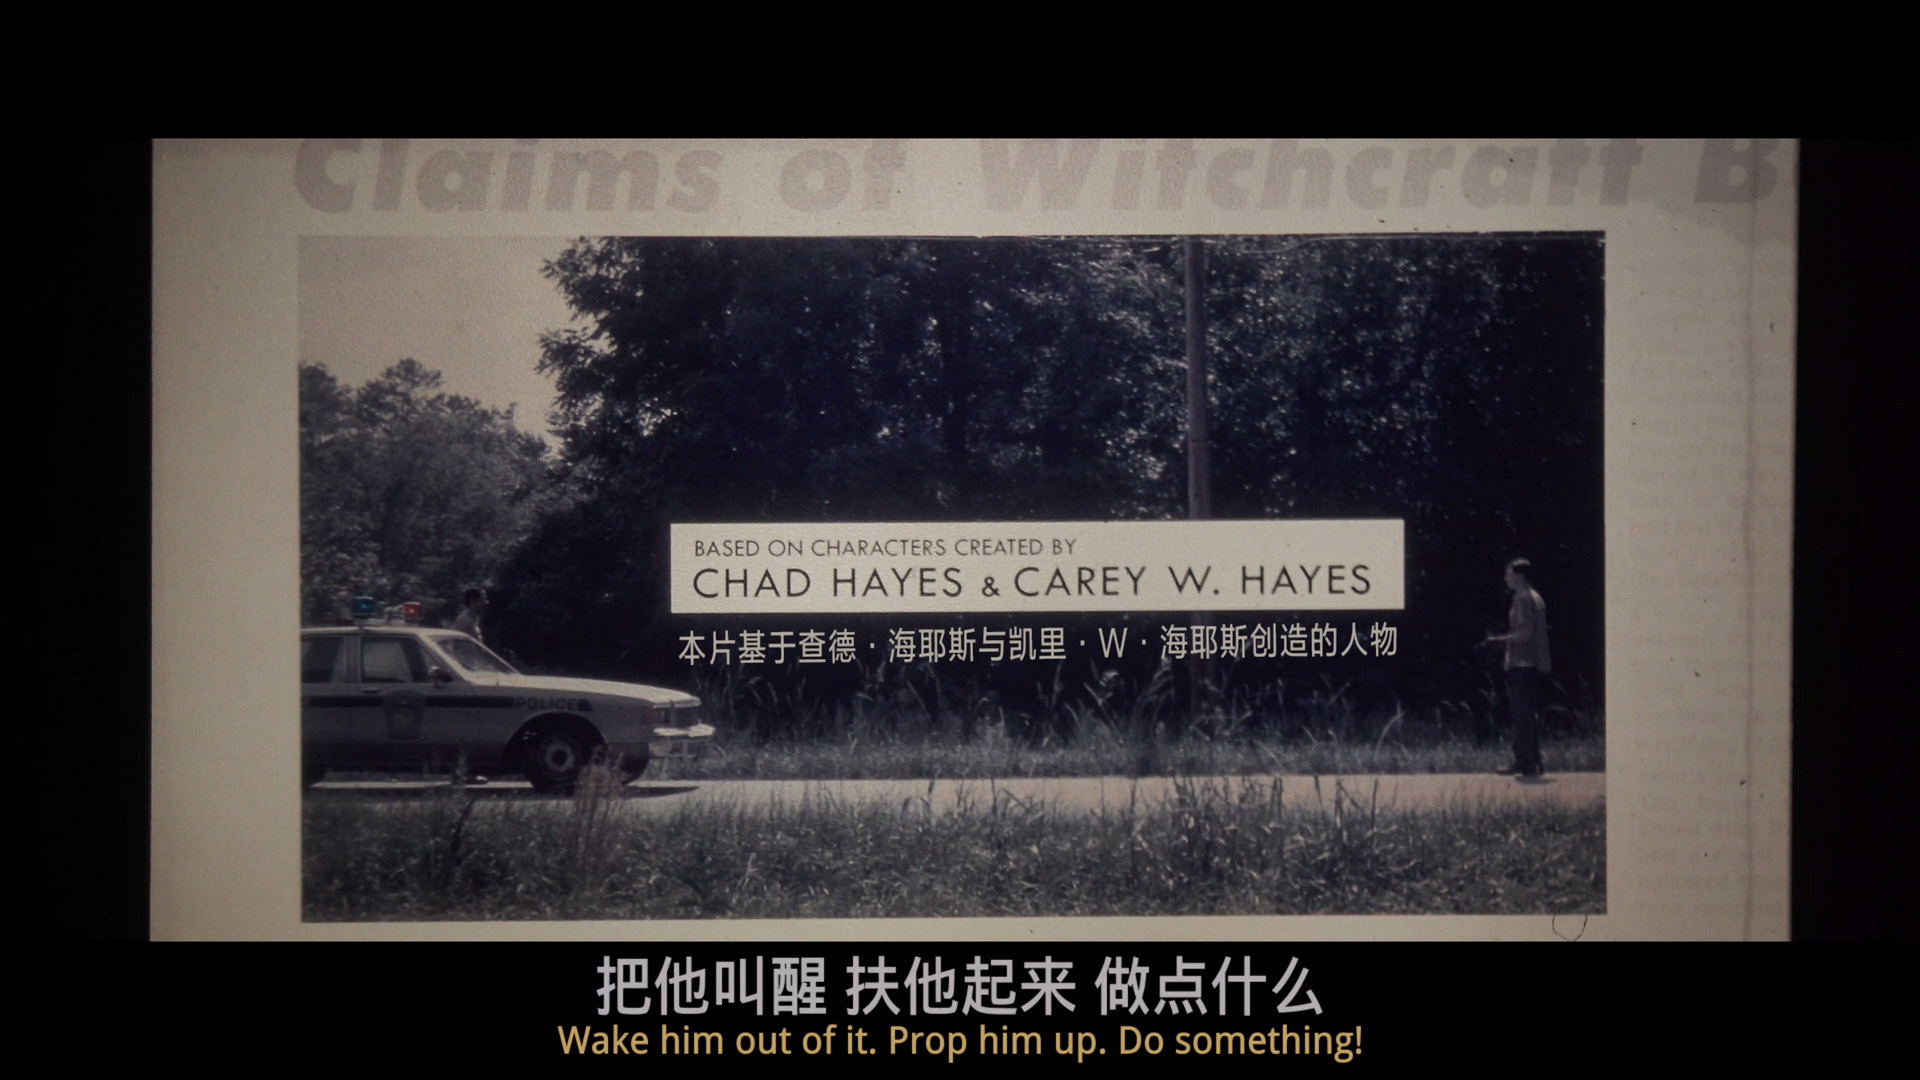 Claims of Witchcraft B
BASED ON CHARACTERS CREATED BY
CHAD HAYES & CAREY W. HAYES
本片基于查德·海耶斯与凯里·W·海耶斯创造的人物
POLICE
把他叫醒 扶他起来 做点什么
Wake him out of it. Prop him up. Do something!